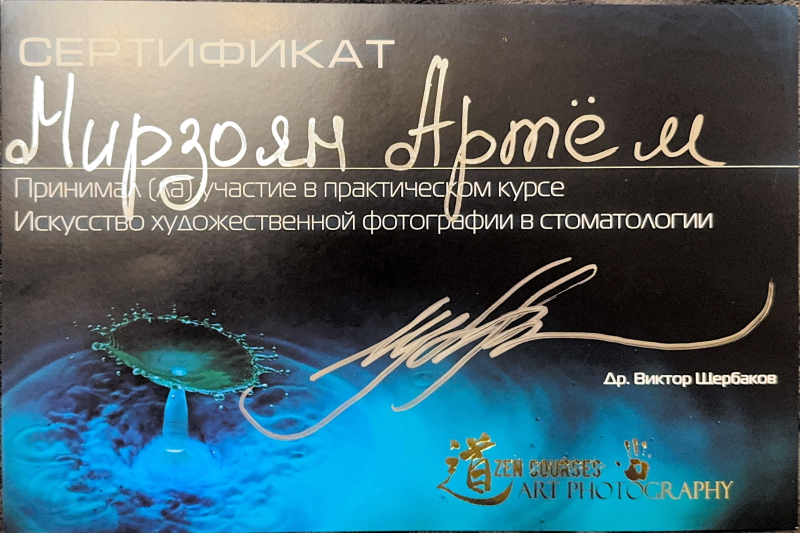 СЕРТИФИКАТ
Мирзоян Артём
Принимал (ла) участие в практическом курсе
Искусство художественной фотографии в стоматологии
Др. Виктор Щербаков
道 ZEN COURSES
ART PHOTOGRAPHY